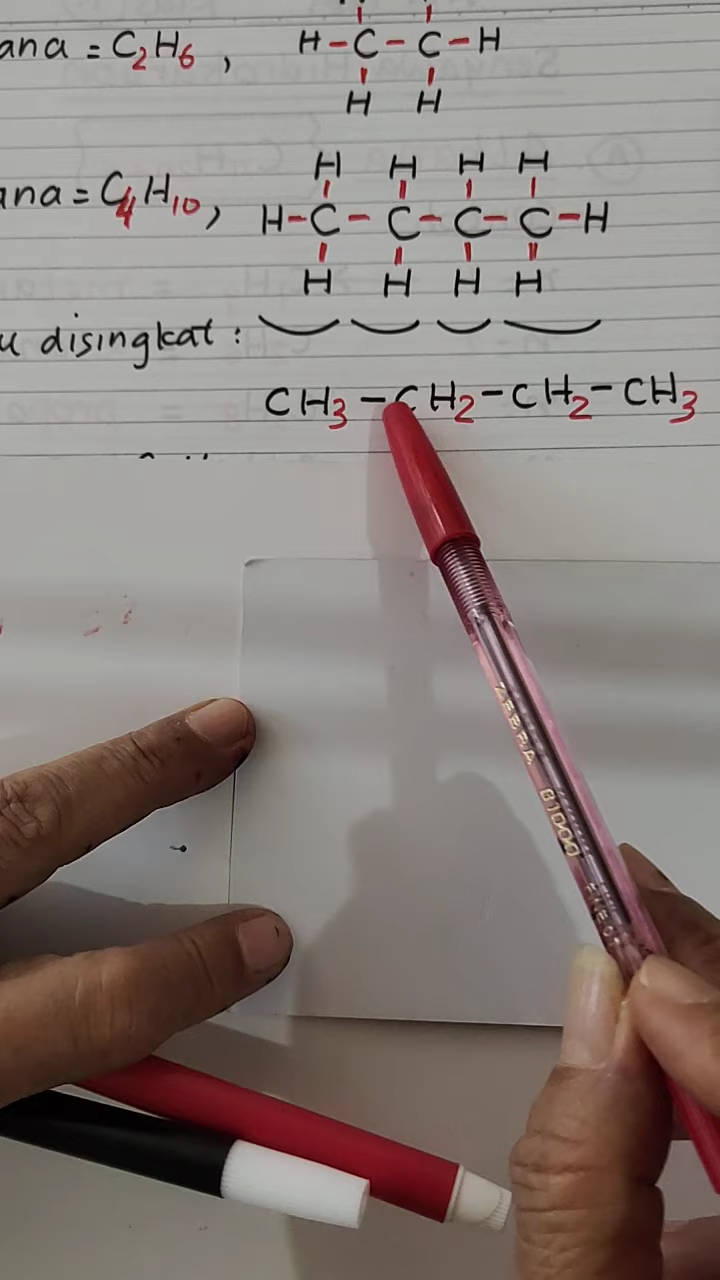 ana = C2H6 ,
H-C-C-H
H H
H H H H
ana = C4H10 , H-C-C-C-C-H
H H H H
u disingkat :
CH3-CH2-CH2-CH3
ZEBRA